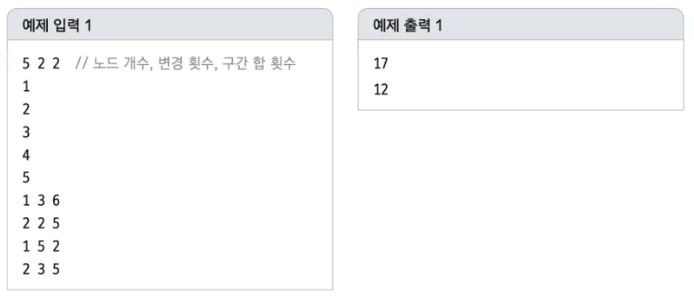 예제 입력 1
5 2 2 // 노드 개수, 변경 횟수, 구간 합 횟수
1
2
3
4
5
1 3 6
2 2 5
1 5 2
2 3 5
예제 출력 1
17
12